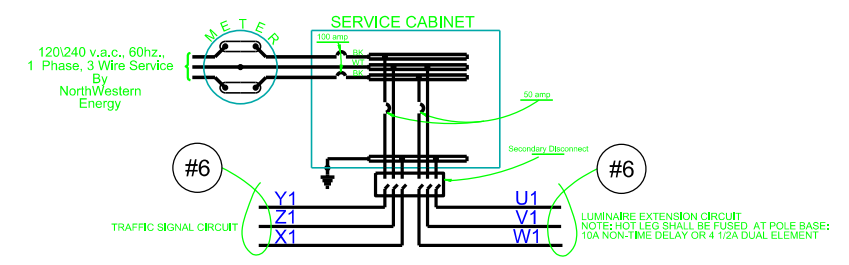 SERVICE CABINET
METER
100 amp.
BK
WT
BK
120\240 v.a.c., 60hz.,
1 Phase, 3 Wire Service
By
NorthWestern
Energy
50 amp
Secondary Disconnect
#6
#6
Y1
Z1
X1
U1
V1
W1
TRAFFIC SIGNAL CIRCUIT
LUMINAIRE EXTENSION CIRCUIT
NOTE: HOT LEG SHALL BE FUSED AT POLE BASE:
10A NON-TIME DELAY OR 4 1/2A DUAL ELEMENT